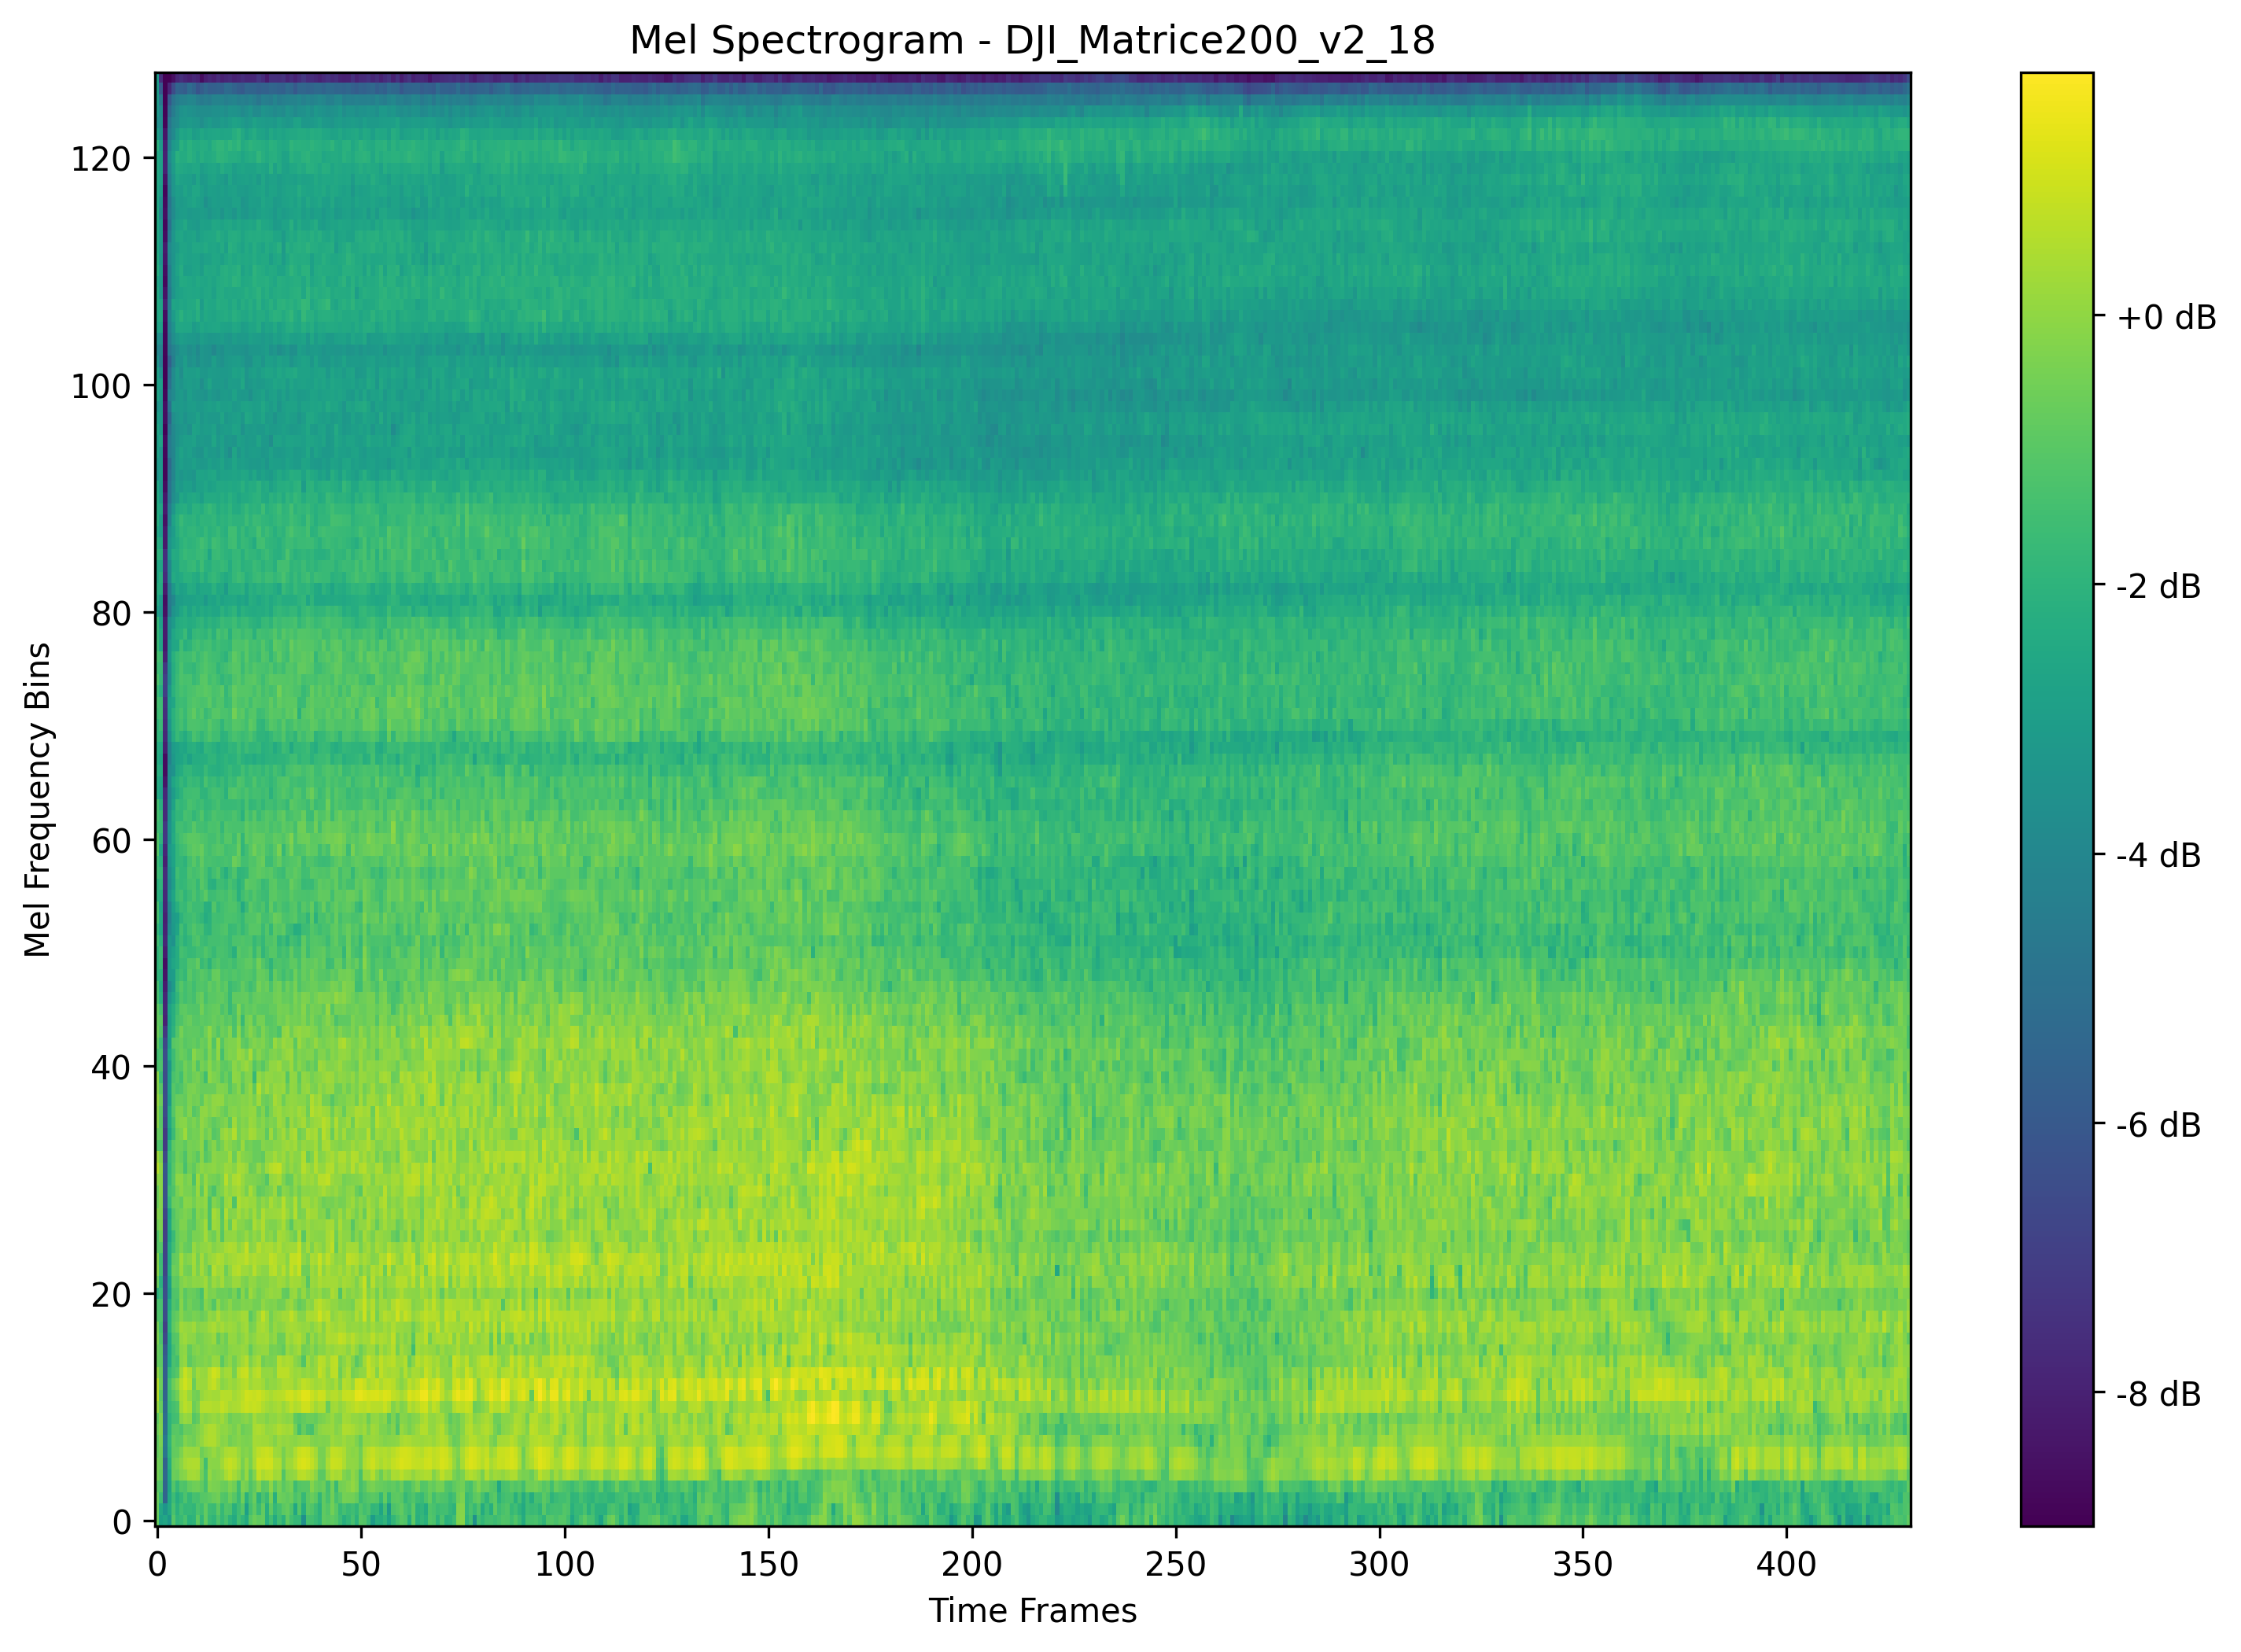 Mel Spectrogram - DJI_Matrice200_v2_18
Mel Frequency Bins
120
100
80
60
40
20
0
0 50 100 150 200 250 300 350 400
Time Frames
+0 dB
-2 dB
-4 dB
-6 dB
-8 dB